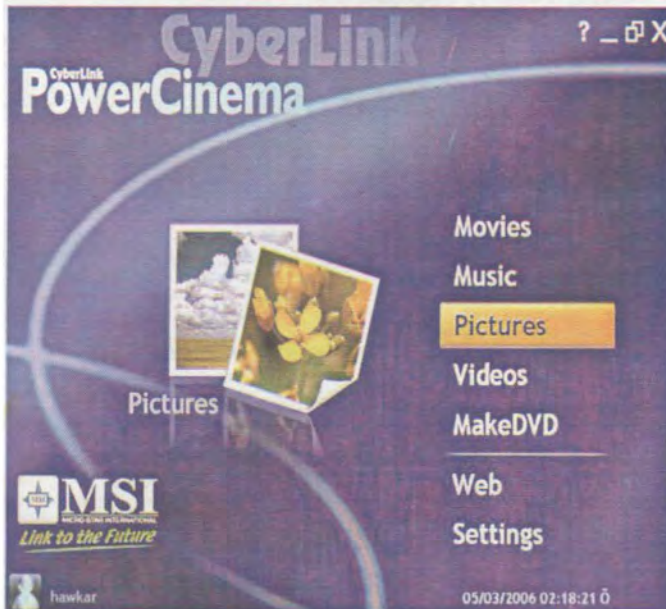 CyberLink
? _ X
CyberLink
PowerCinema
Movies
Music
Pictures
Videos
Pictures
MakeDVD
MSI
MICRO-STAR INTERNATIONAL
Link to the Future
Web
Settings
hawkar
05/03/2006 02:18:21 Õ